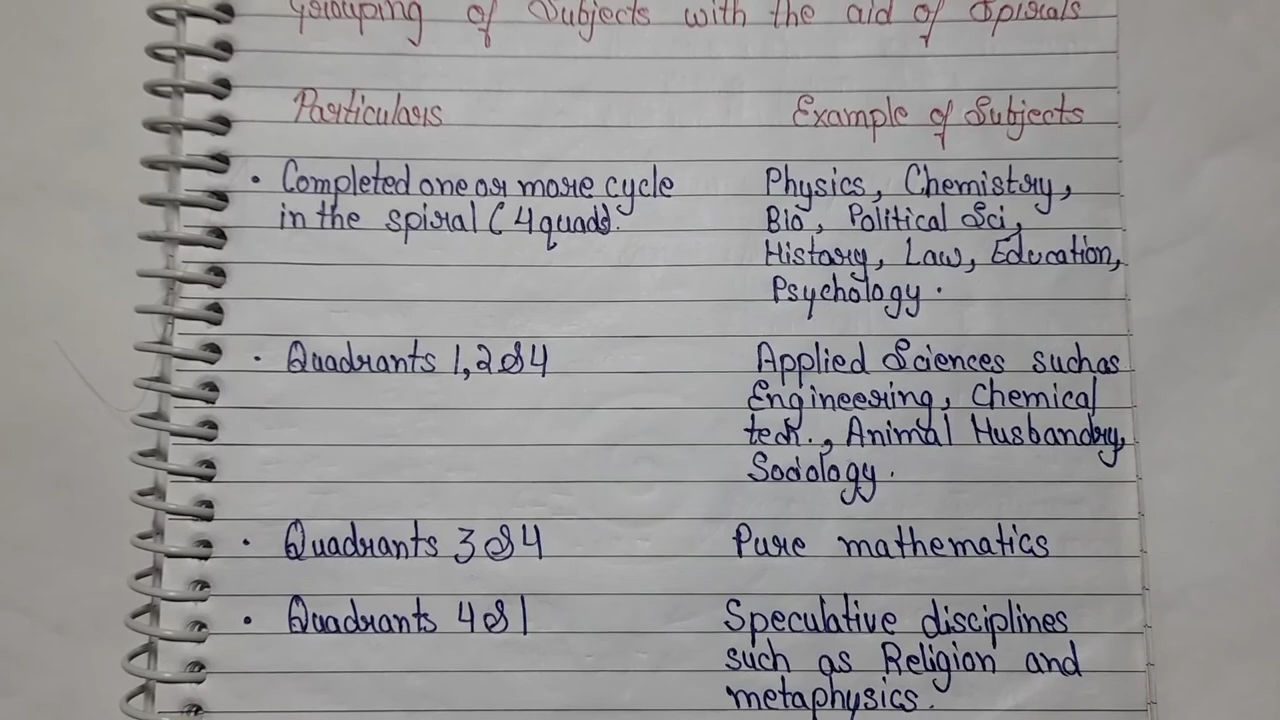 Grouping of Subjects with the aid of Spirals
Particulars Example of Subjects
• Completed one or more cycle Physics, Chemistry,
in the spiral (4 quads). Bio, Political Sci,
History, Law, Education,
Psychology.
• Quadrants 1,2 & 4 Applied Sciences such as
Engineering, Chemical
tech., Animal Husbandry,
Sociology.
• Quadrants 3 & 4 Pure mathematics
• Quadrants 4 & 1 Speculative disciplines
such as Religion and
metaphysics.